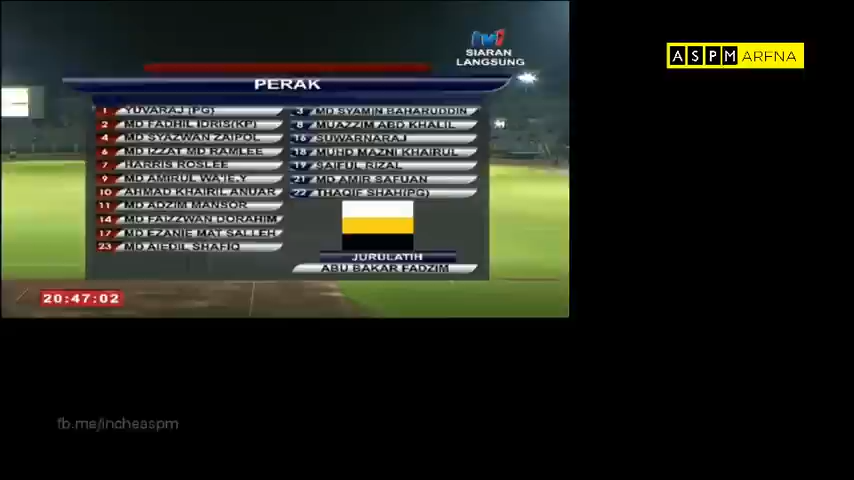 TV1
SIARAN
LANGSUNG
ASPM ARENA
PERAK
1 YUVARAJ (PG)
2 MD FADHIL IDRIS(KP)
4 MD SYAZWAN ZAIPOL
6 MD IZZAT MD RAMLEE
7 HARRIS ROSLEE
9 MD AMIRUL WA'IE.Y
10 AHMAD KHAIRIL ANUAR
11 MD ADZIM MANSOR
14 MD FAIZZWAN DORAHIM
17 MD EZANIE MAT SALLEH
23 MD AIEDIL SHAFIQ
3 MD SYAMIN BAHARUDDIN
8 MUAZZIM ABD KHALIL
16 SUWARNARAJ
18 MUHD MAZNI KHAIRUL
19 SAIFUL RIZAL
21 MD AMIR SAFUAN
22 THAQIF SHAH(PG)
JURULATIH
ABU BAKAR FADZIM
20:47:02
fb.me/incheaspm